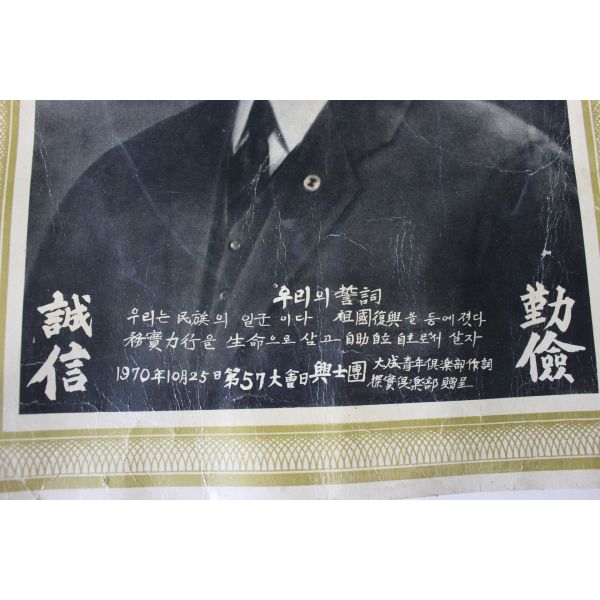 우리의 誓詞
우리는 民族의 일군이다 祖國復興을 등에 졌다
務實力行을 生命으로 삼고 自助自立 自主로써 살자
1970年10月25日 第57大會日 興士團
大成靑年倶楽部 作詞
探實倶楽部 贈呈
誠信
勤儉